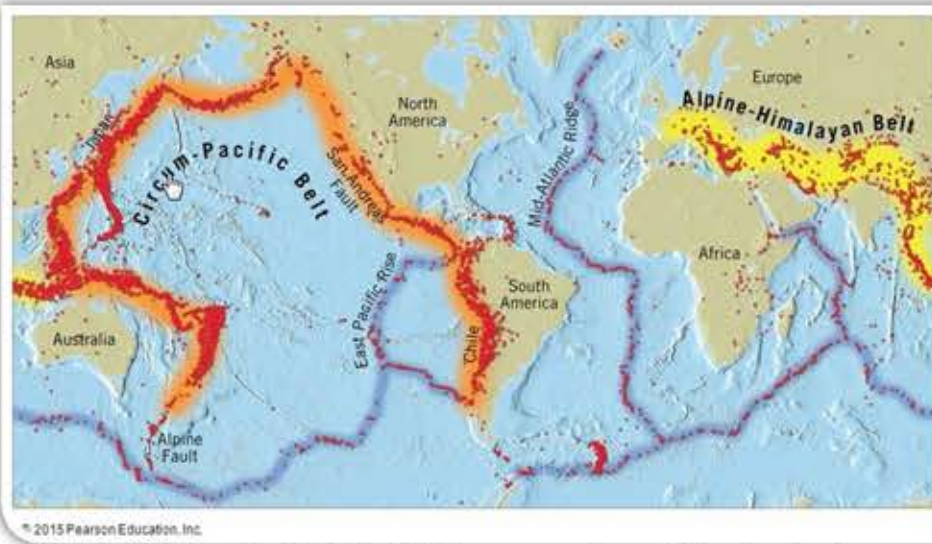 Asia
Europe
North
America
Alpine-Himalayan Belt
Japan
Circum-Pacific Belt
San Andreas
Fault
Mid-Atlantic Ridge
Africa
East Pacific Rise
South
America
Australia
Chile
Alpine
Fault
© 2015 Pearson Education, Inc.